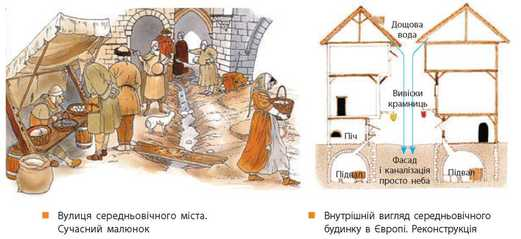 Дощова
вода
Вивіски
крамниць
Піч
Фасад
і каналізація
просто неба
Підвал
Підвал
Вулиця середньовічного міста.
Сучасний малюнок
Внутрішній вигляд середньовічного
будинку в Європі. Реконструкція